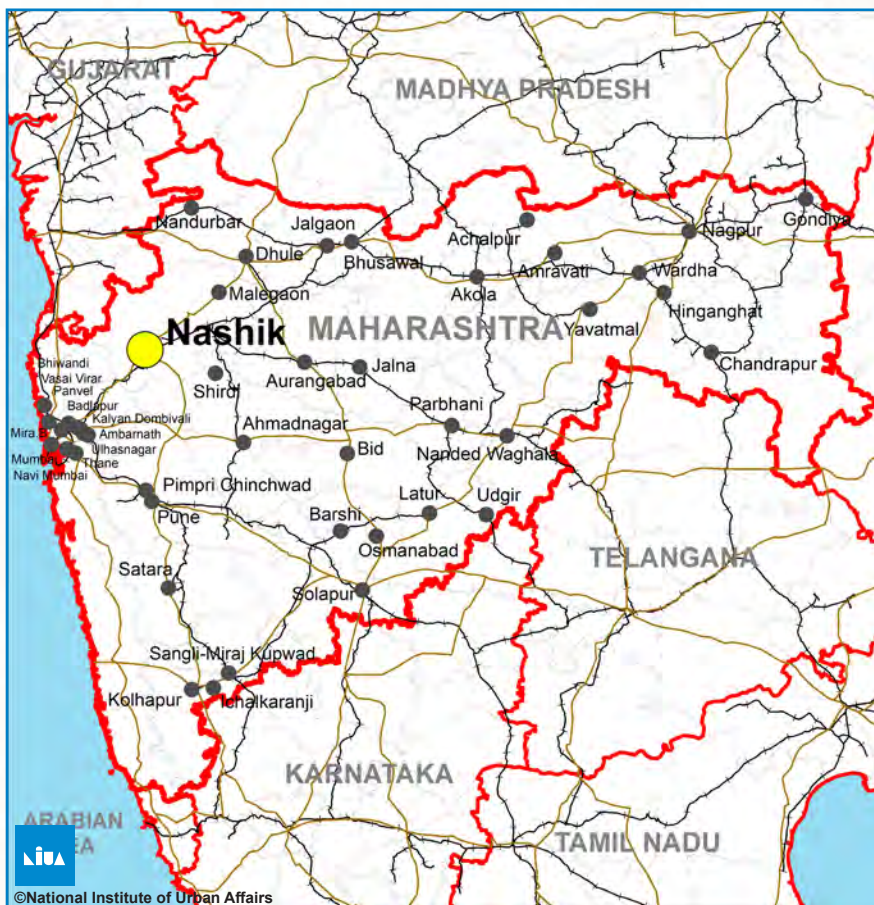 GUJARAT
MADHYA PRADESH
Nandurbar
Jalgaon
Achalpur
Gondiya
Nagpur
Dhule
Bhusawal
Amravati
Wardha
Malegaon
Akola
Hinganghat
Nashik
MAHARASHTRA
Yavatmal
Bhiwandi
Shirdi
Aurangabad
Jalna
Chandrapur
Vasai Virar
Panvel
Badlapur
Parbhani
Kalyan Dombivali
Ahmadnagar
Mira.B
Ambarnath
Ulhasnagar
Bid
Nanded Waghala
Mumbai
Thane
Navi Mumbai
Pimpri Chinchwad
Latur
Udgir
Pune
Barshi
Osmanabad
TELANGANA
Satara
Solapur
Sangli-Miraj Kupwad
Kolhapur
Ichalkaranji
KARNATAKA
ARABIAN
TAMIL NADU
NIUA
©National Institute of Urban Affairs